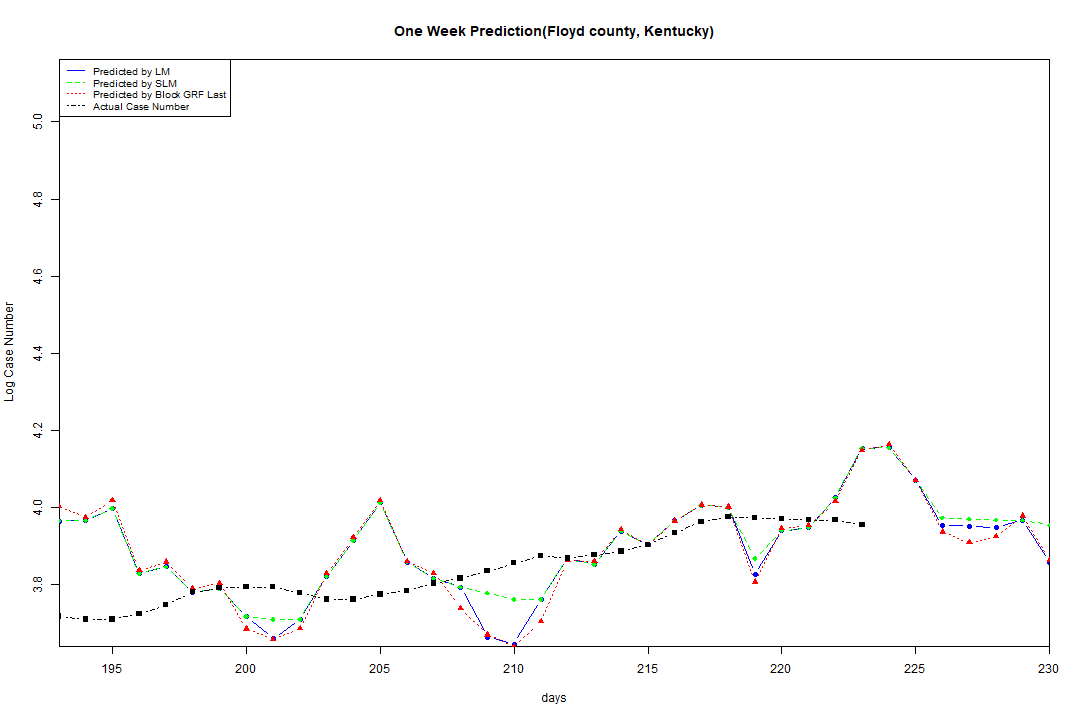 One Week Prediction(Floyd county, Kentucky)
Predicted by LM
Predicted by SLM
Predicted by Block GRF Last
Actual Case Number
5.0
4.8
4.6
4.4
4.2
4.0
3.8
Log Case Number
195 200 205 210 215 220 225 230
days